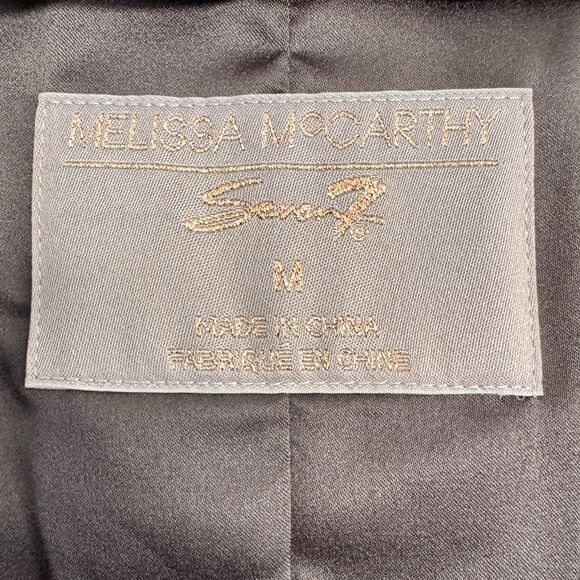 MELISSA McCARTHY
Seven7
M
MADE IN CHINA
FABRIQUÉ EN CHINE